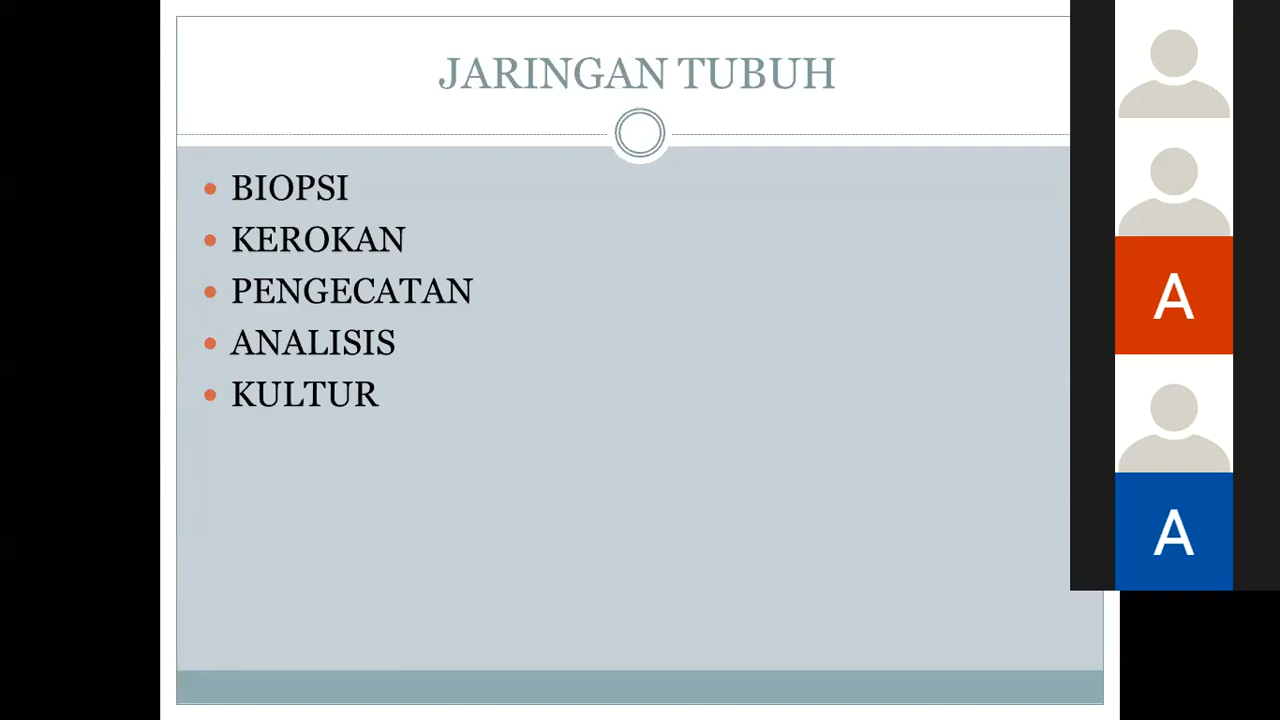 JARINGAN TUBUH
BIOPSI
KEROKAN
PENGECATAN
ANALISIS
KULTUR
A
A